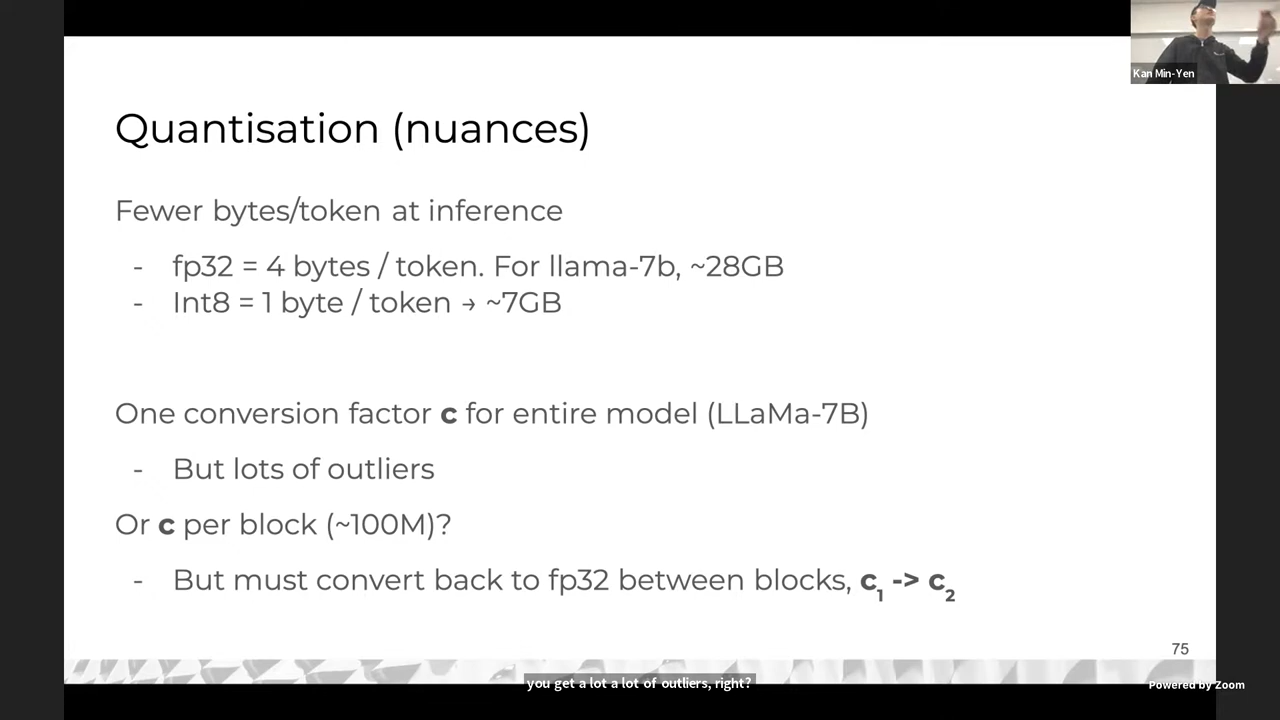 Kan Min-Yen
Quantisation (nuances)
Fewer bytes/token at inference
- fp32 = 4 bytes / token. For llama-7b, ~28GB
- Int8 = 1 byte / token → ~7GB
One conversion factor c for entire model (LLaMa-7B)
- But lots of outliers
Or c per block (~100M)?
- But must convert back to fp32 between blocks, c1 -> c2
75
you get a lot a lot of outliers, right?
Powered by Zoom